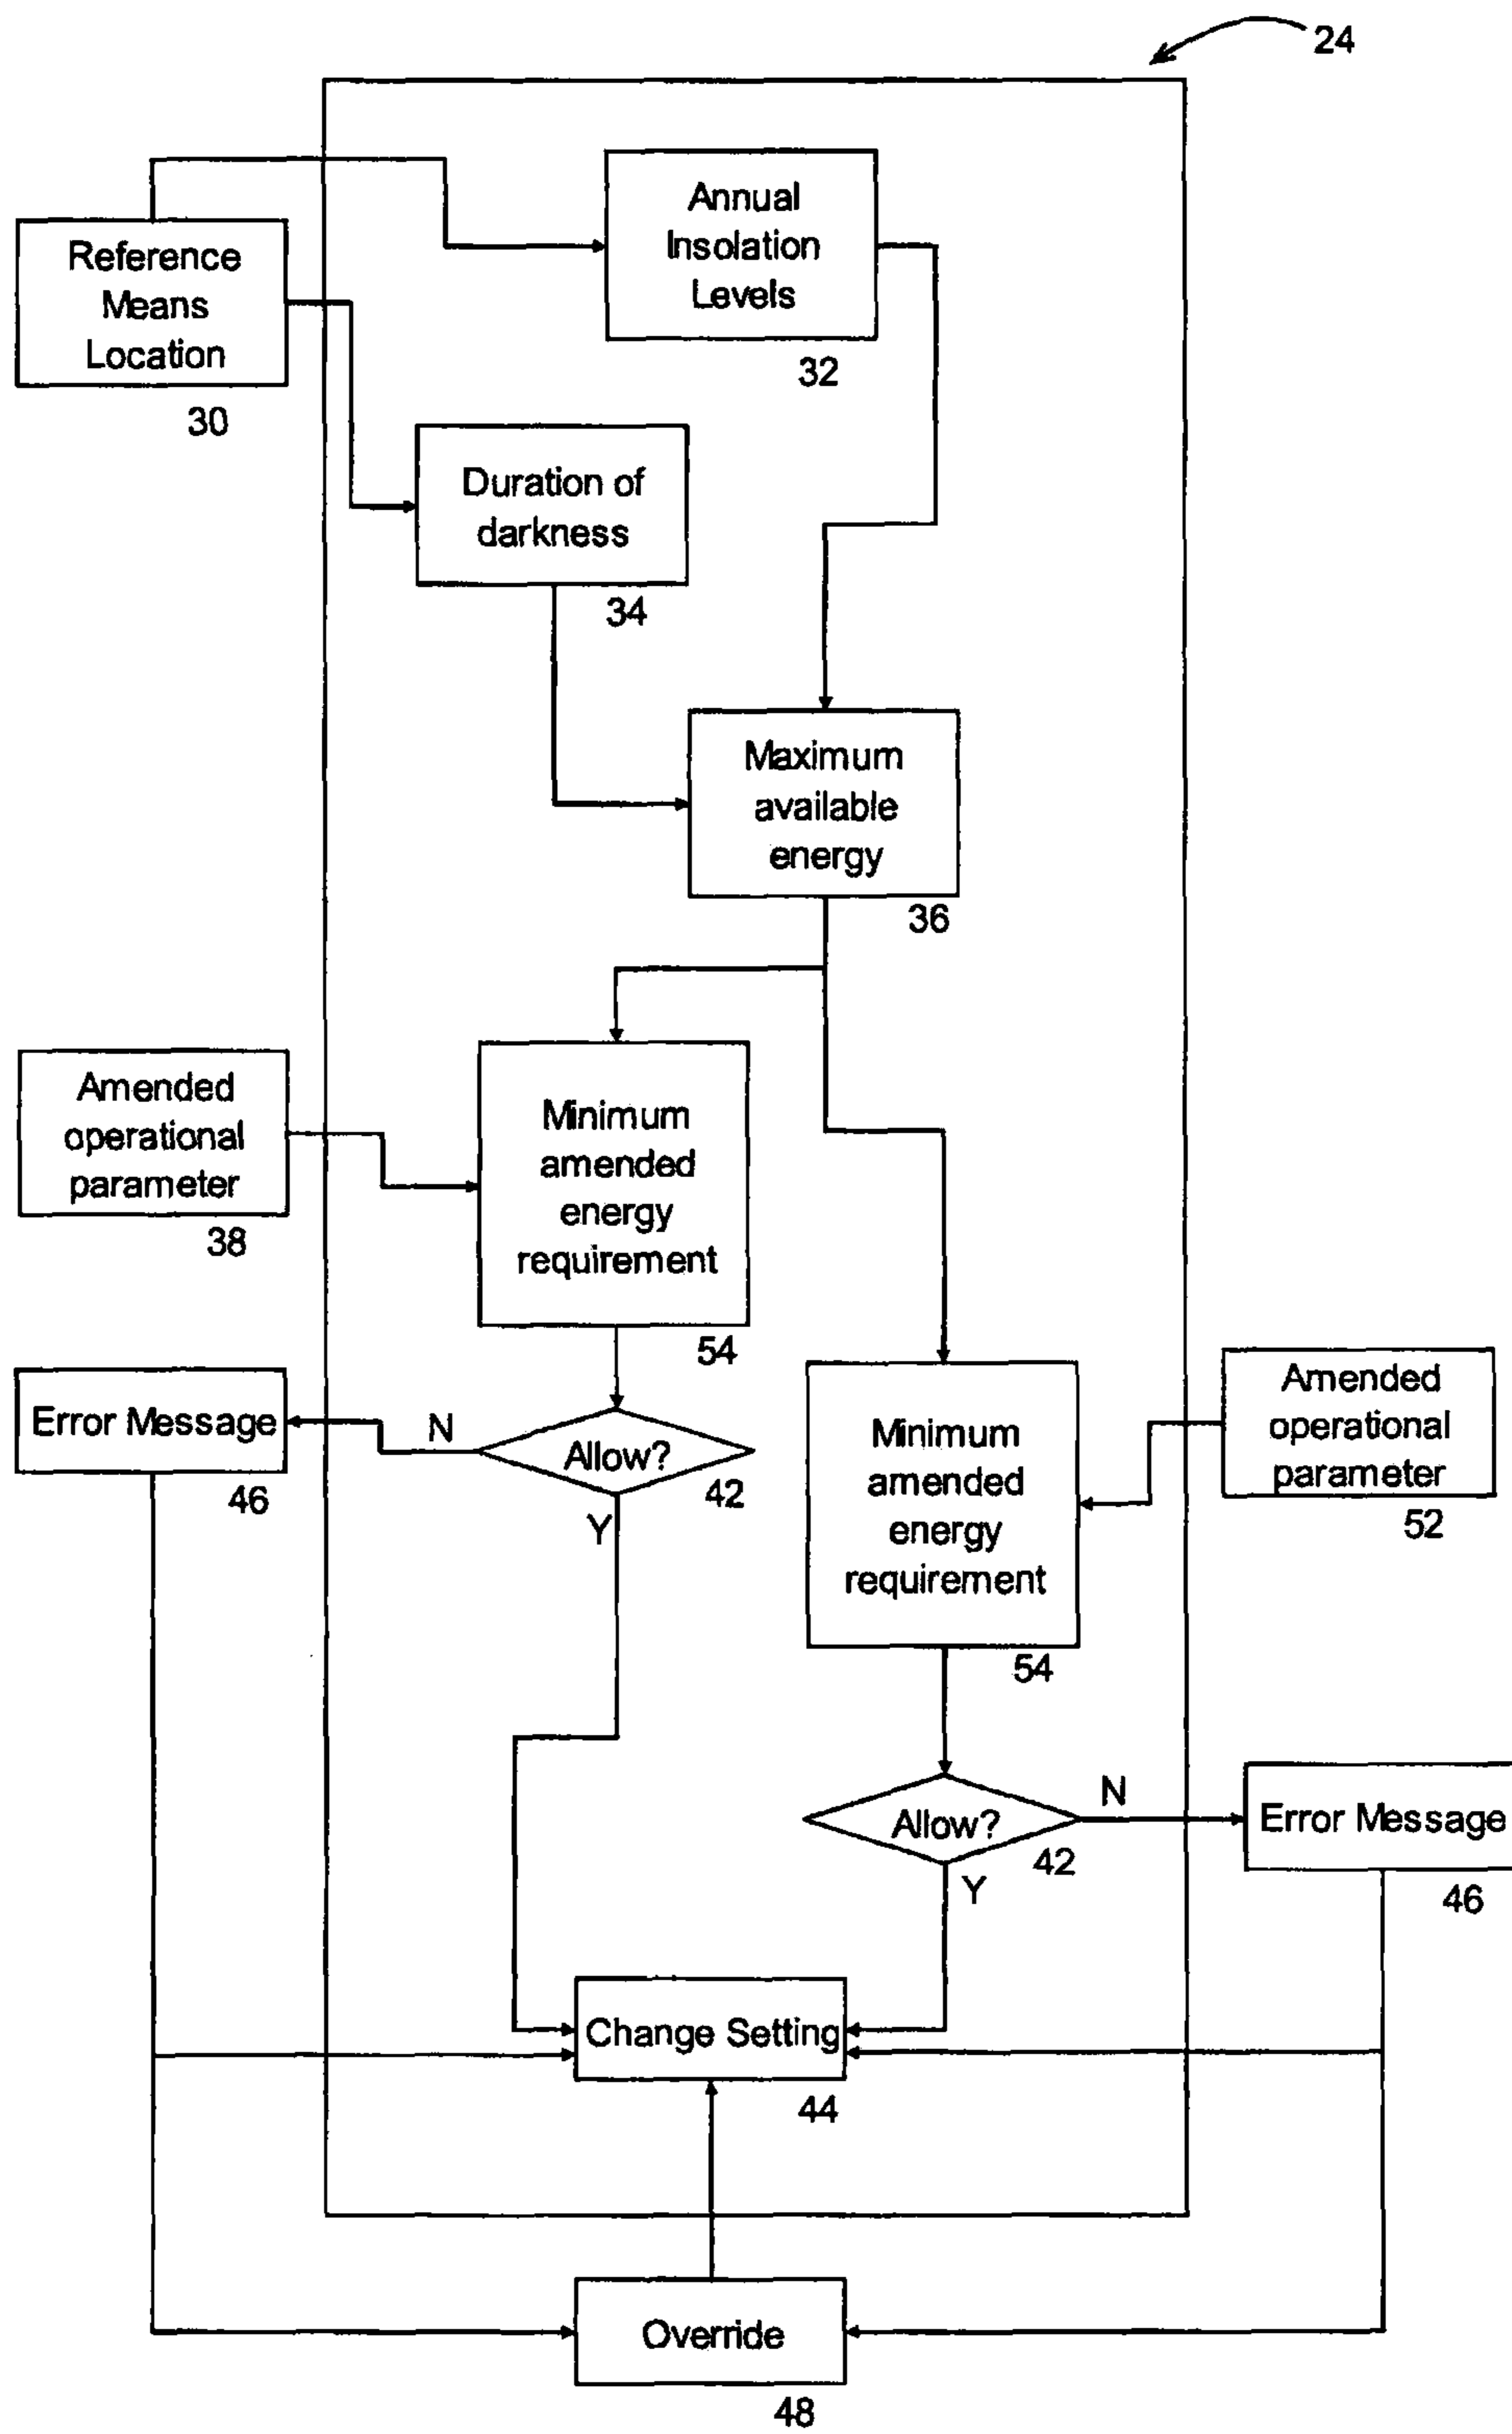 24
Annual
Insolation
Levels
32
Reference
Means
Location
30
Duration of
darkness
34
Maximum
available
energy
36
Amended
operational
parameter
38
Minimum
amended
energy
requirement
54
Error Message
46
N
Allow?
42
Y
Minimum
amended
energy
requirement
54
Amended
operational
parameter
52
Allow?
42
N
Y
Error Message
46
Change Setting
44
Override
48